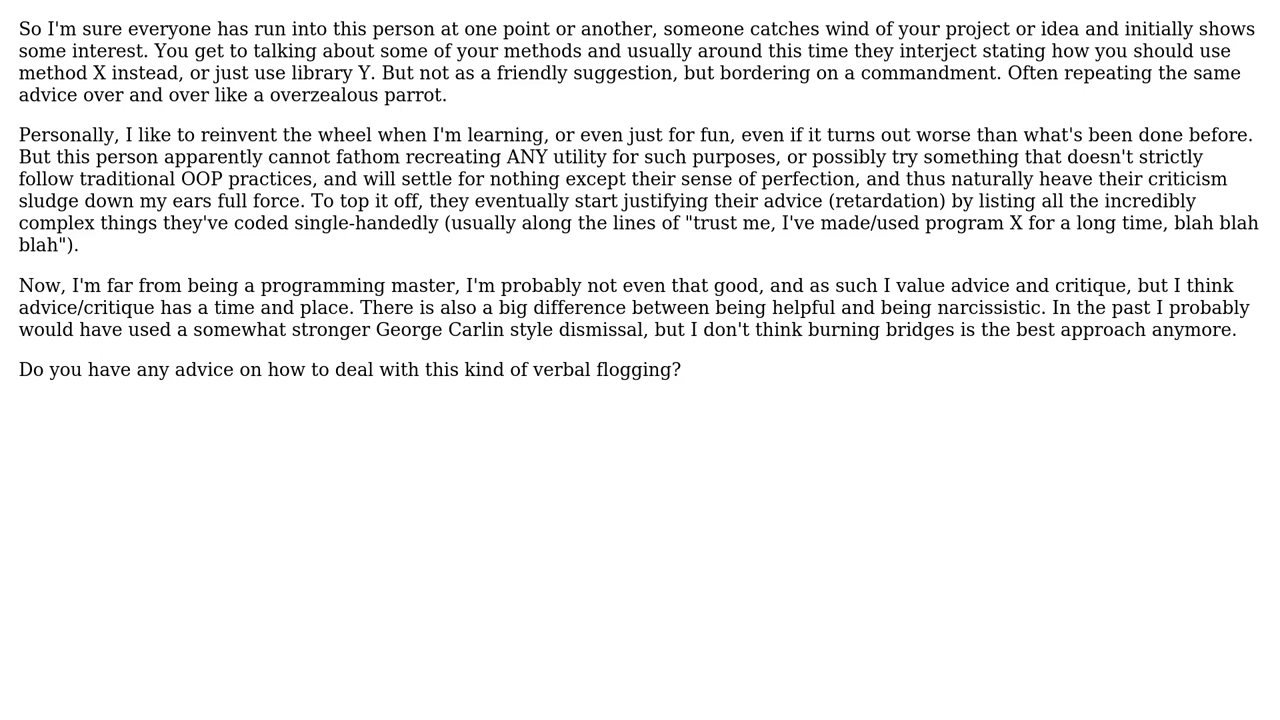 So I'm sure everyone has run into this person at one point or another, someone catches wind of your project or idea and initially shows
some interest. You get to talking about some of your methods and usually around this time they interject stating how you should use
method X instead, or just use library Y. But not as a friendly suggestion, but bordering on a commandment. Often repeating the same
advice over and over like a overzealous parrot.
Personally, I like to reinvent the wheel when I'm learning, or even just for fun, even if it turns out worse than what's been done before.
But this person apparently cannot fathom recreating ANY utility for such purposes, or possibly try something that doesn't strictly
follow traditional OOP practices, and will settle for nothing except their sense of perfection, and thus naturally heave their criticism
sludge down my ears full force. To top it off, they eventually start justifying their advice (retardation) by listing all the incredibly
complex things they've coded single-handedly (usually along the lines of "trust me, I've made/used program X for a long time, blah blah
blah").
Now, I'm far from being a programming master, I'm probably not even that good, and as such I value advice and critique, but I think
advice/critique has a time and place. There is also a big difference between being helpful and being narcissistic. In the past I probably
would have used a somewhat stronger George Carlin style dismissal, but I don't think burning bridges is the best approach anymore.
Do you have any advice on how to deal with this kind of verbal flogging?